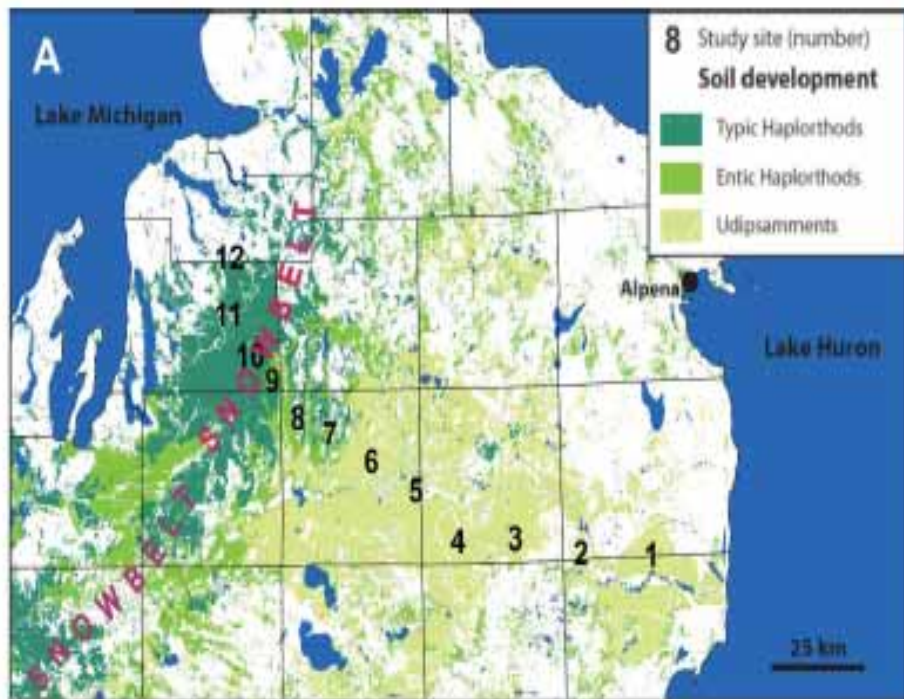 A
8 Study site (number)
Soil development
Typic Haplorthods
Entic Haplorthods
Udipsamments
Lake Michigan
Alpena
Lake Huron
SNOWBELT SNOWBELT
12
11
10
9
8
7
6
5
4
3
2
1
25 km